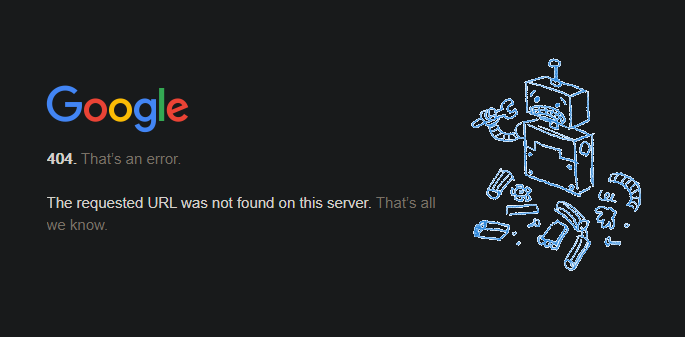 Google
404. That's an error.
The requested URL was not found on this server. That's all
we know.